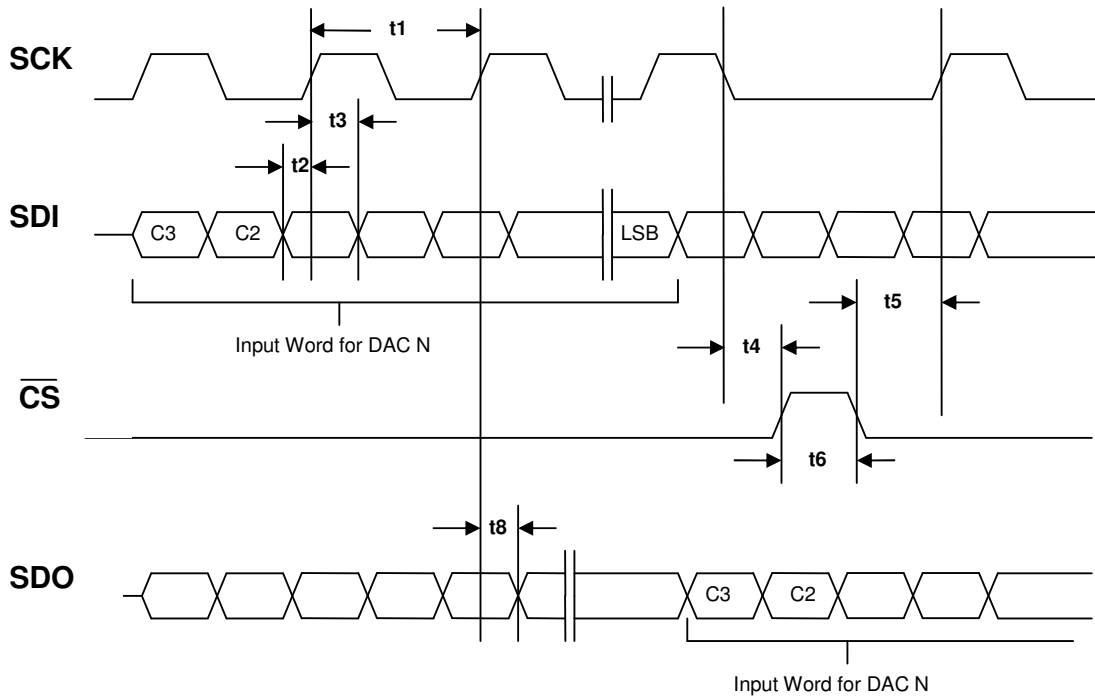 t1
SCK
t3
t2
SDI
C3 C2 LSB
t5
Input Word for DAC N
t4
C̅S̅
t6
t8
SDO
C3 C2
Input Word for DAC N